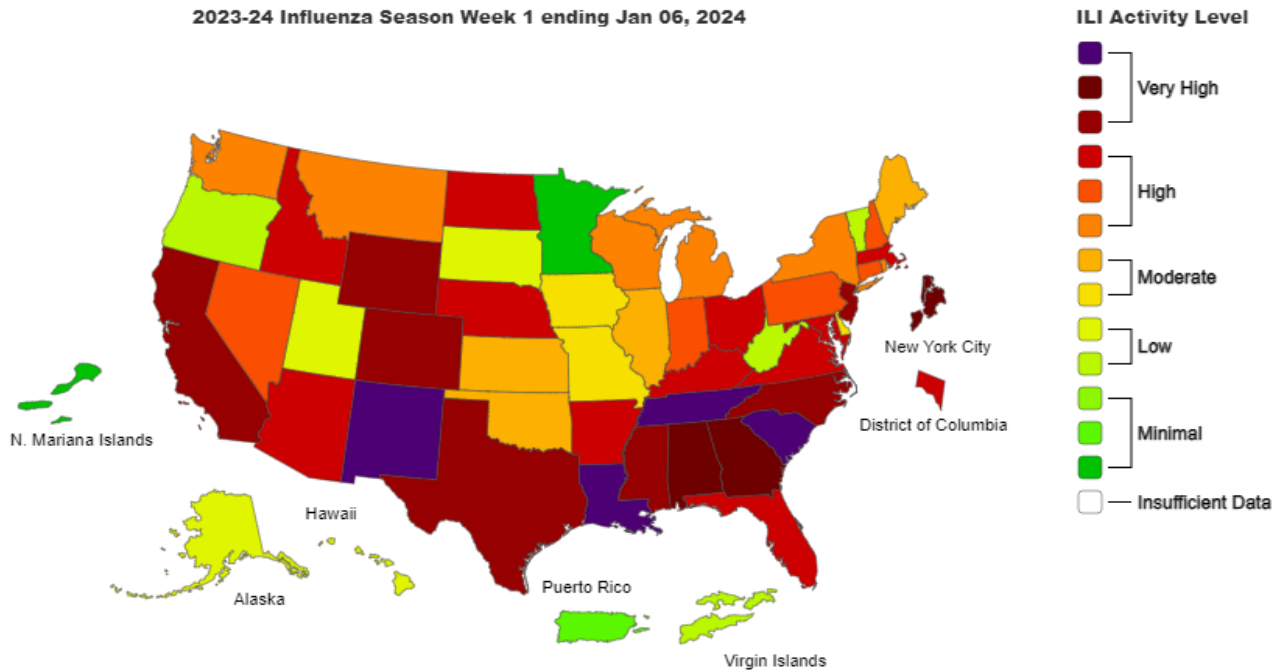 2023-24 Influenza Season Week 1 ending Jan 06, 2024
ILI Activity Level
Very High
High
Moderate
Low
Minimal
Insufficient Data
New York City
District of Columbia
N. Mariana Islands
Hawaii
Alaska
Puerto Rico
Virgin Islands